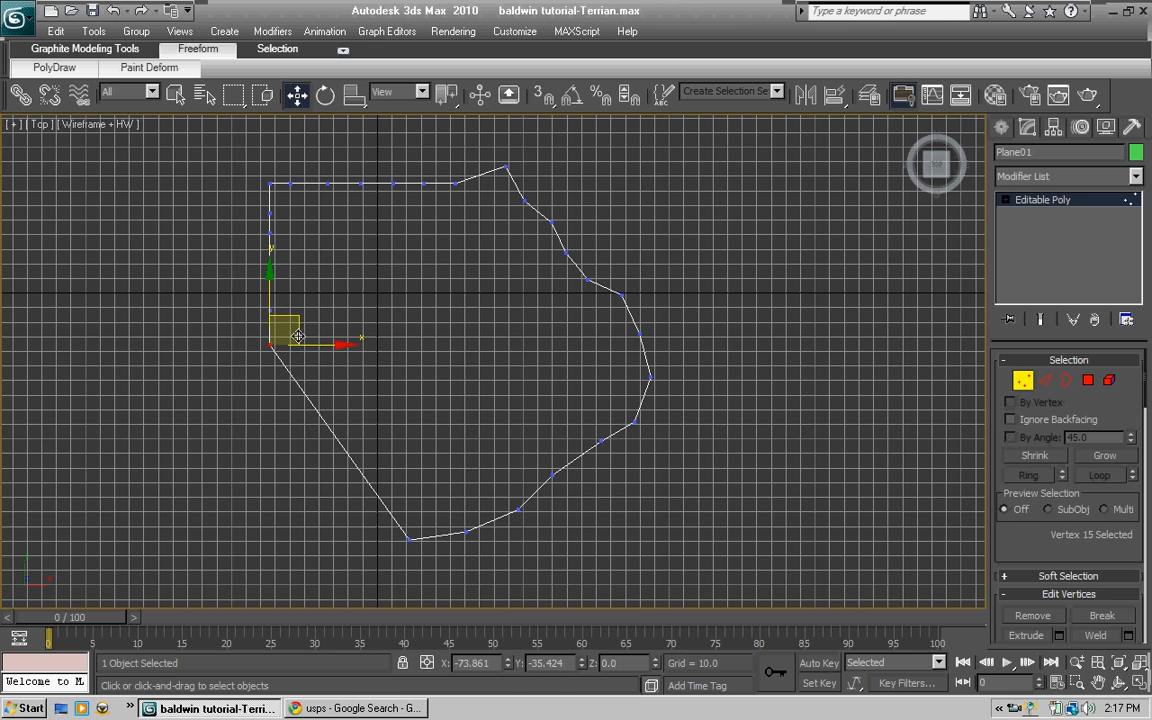 Autodesk 3ds Max 2010    baldwin tutorial-Terrian.max
Type a keyword or phrase
Edit Tools Group Views Create Modifiers Animation Graph Editors Rendering Customize MAXScript Help
Graphite Modeling Tools Freeform Selection
PolyDraw Paint Deform
All View 3 Create Selection Se
[ + ] [ Top ] [ Wireframe + HW ]
TOP
Plane01
Modifier List
Editable Poly
y
x
- Selection
By Vertex
Ignore Backfacing
By Angle: 45.0
Shrink Grow
Ring Loop
Preview Selection
Off SubObj Multi
Vertex 15 Selected
+ Soft Selection
- Edit Vertices
Remove Break
Extrude Weld
< 0 / 100 >
0 5 10 15 20 25 30 35 40 45 50 55 60 65 70 75 80 85 90 95 100
1 Object Selected X: -73.861 Y: -35.424 Z: 0.0 Grid = 10.0 Auto Key Selected
Welcome to M. Click or click-and-drag to select objects Add Time Tag Set Key Key Filters... 0
Start baldwin tutorial-Terri... usps - Google Search - G... 2:17 PM